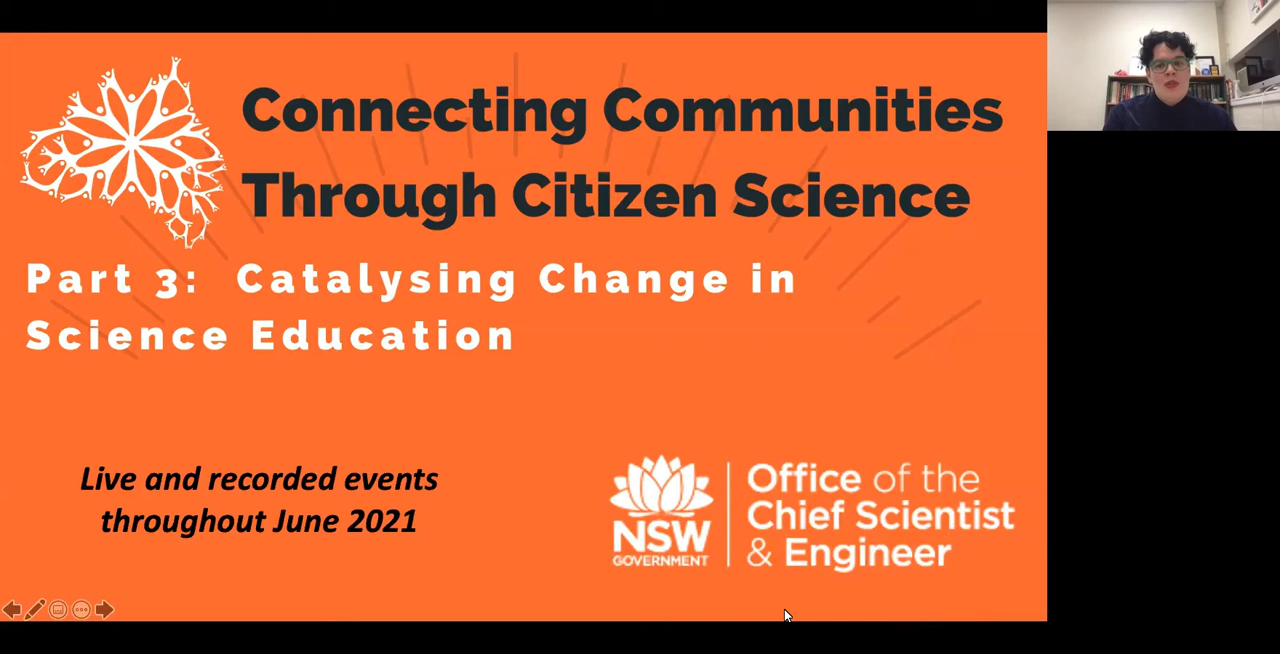 Connecting Communities
Through Citizen Science
Part 3: Catalysing Change in
Science Education
Live and recorded events
throughout June 2021
NSW
GOVERNMENT
Office of the
Chief Scientist
& Engineer